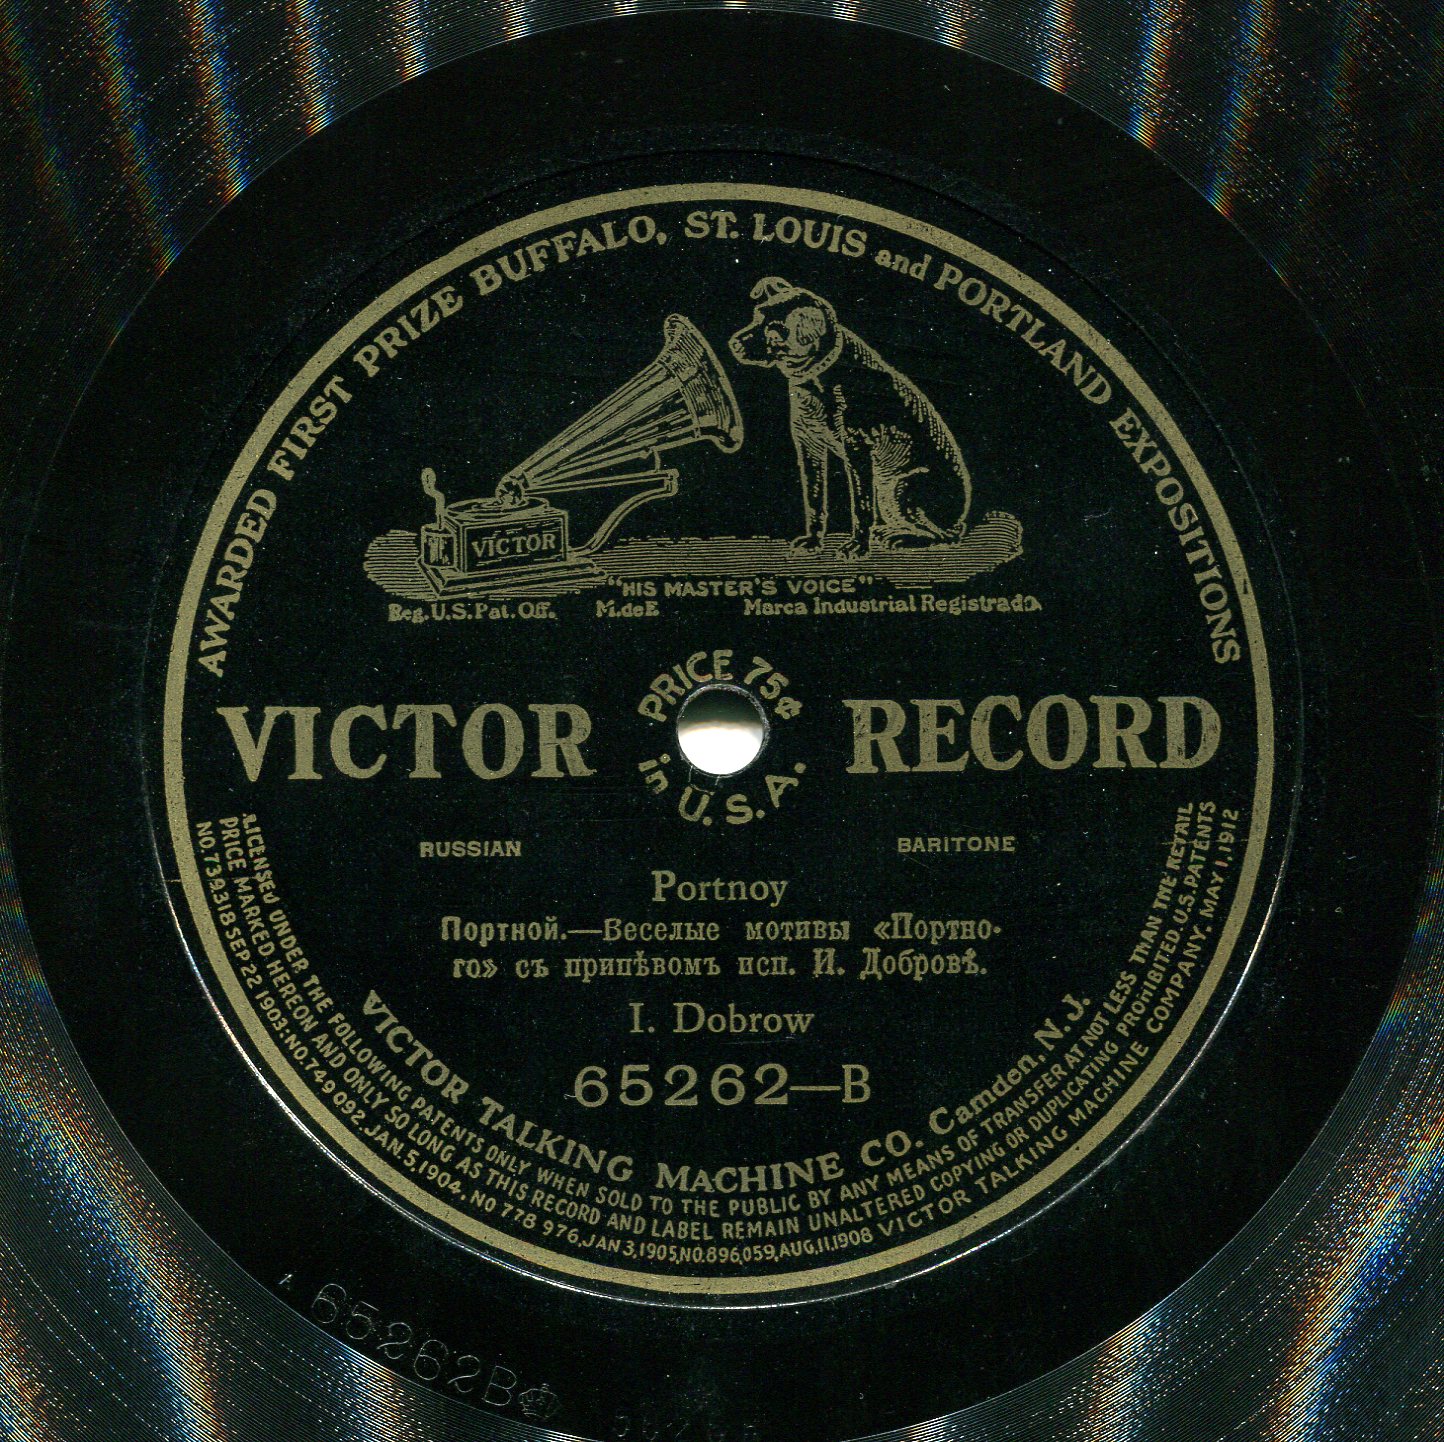 AWARDED FIRST PRIZE BUFFALO, ST. LOUIS and PORTLAND EXPOSITIONS
VICTOR
"HIS MASTER'S VOICE"
Reg. U.S. Pat. Off. M. de E Marca Industrial Registrada
PRICE 75¢
VICTOR RECORD
in U.S.A.
RUSSIAN BARITONE
Portnoy
Портной.—Веселые мотивы «Портно-
го» съ припѣвомъ исп. И. Добровѣ.
I. Dobrow
65262—B
VICTOR TALKING MACHINE CO. Camden, N.J.
LICENSED UNDER THE FOLLOWING PATENTS ONLY WHEN SOLD TO THE PUBLIC BY ANY MEANS OF TRANSFER AT NOT LESS THAN THE RETAIL
PRICE MARKED HEREON AND ONLY SO LONG AS THIS RECORD AND LABEL REMAIN UNALTERED COPYING OR DUPLICATING PROHIBITED. U.S. PATENTS
NO. 739,318 SEP 22 1903: NO. 749 092 JAN. 5, 1904. NO 778 976, JAN 3, 1905, NO. 896,059, AUG, 11, 1908 VICTOR TALKING MACHINE COMPANY. MAY 1, 1912
65262B